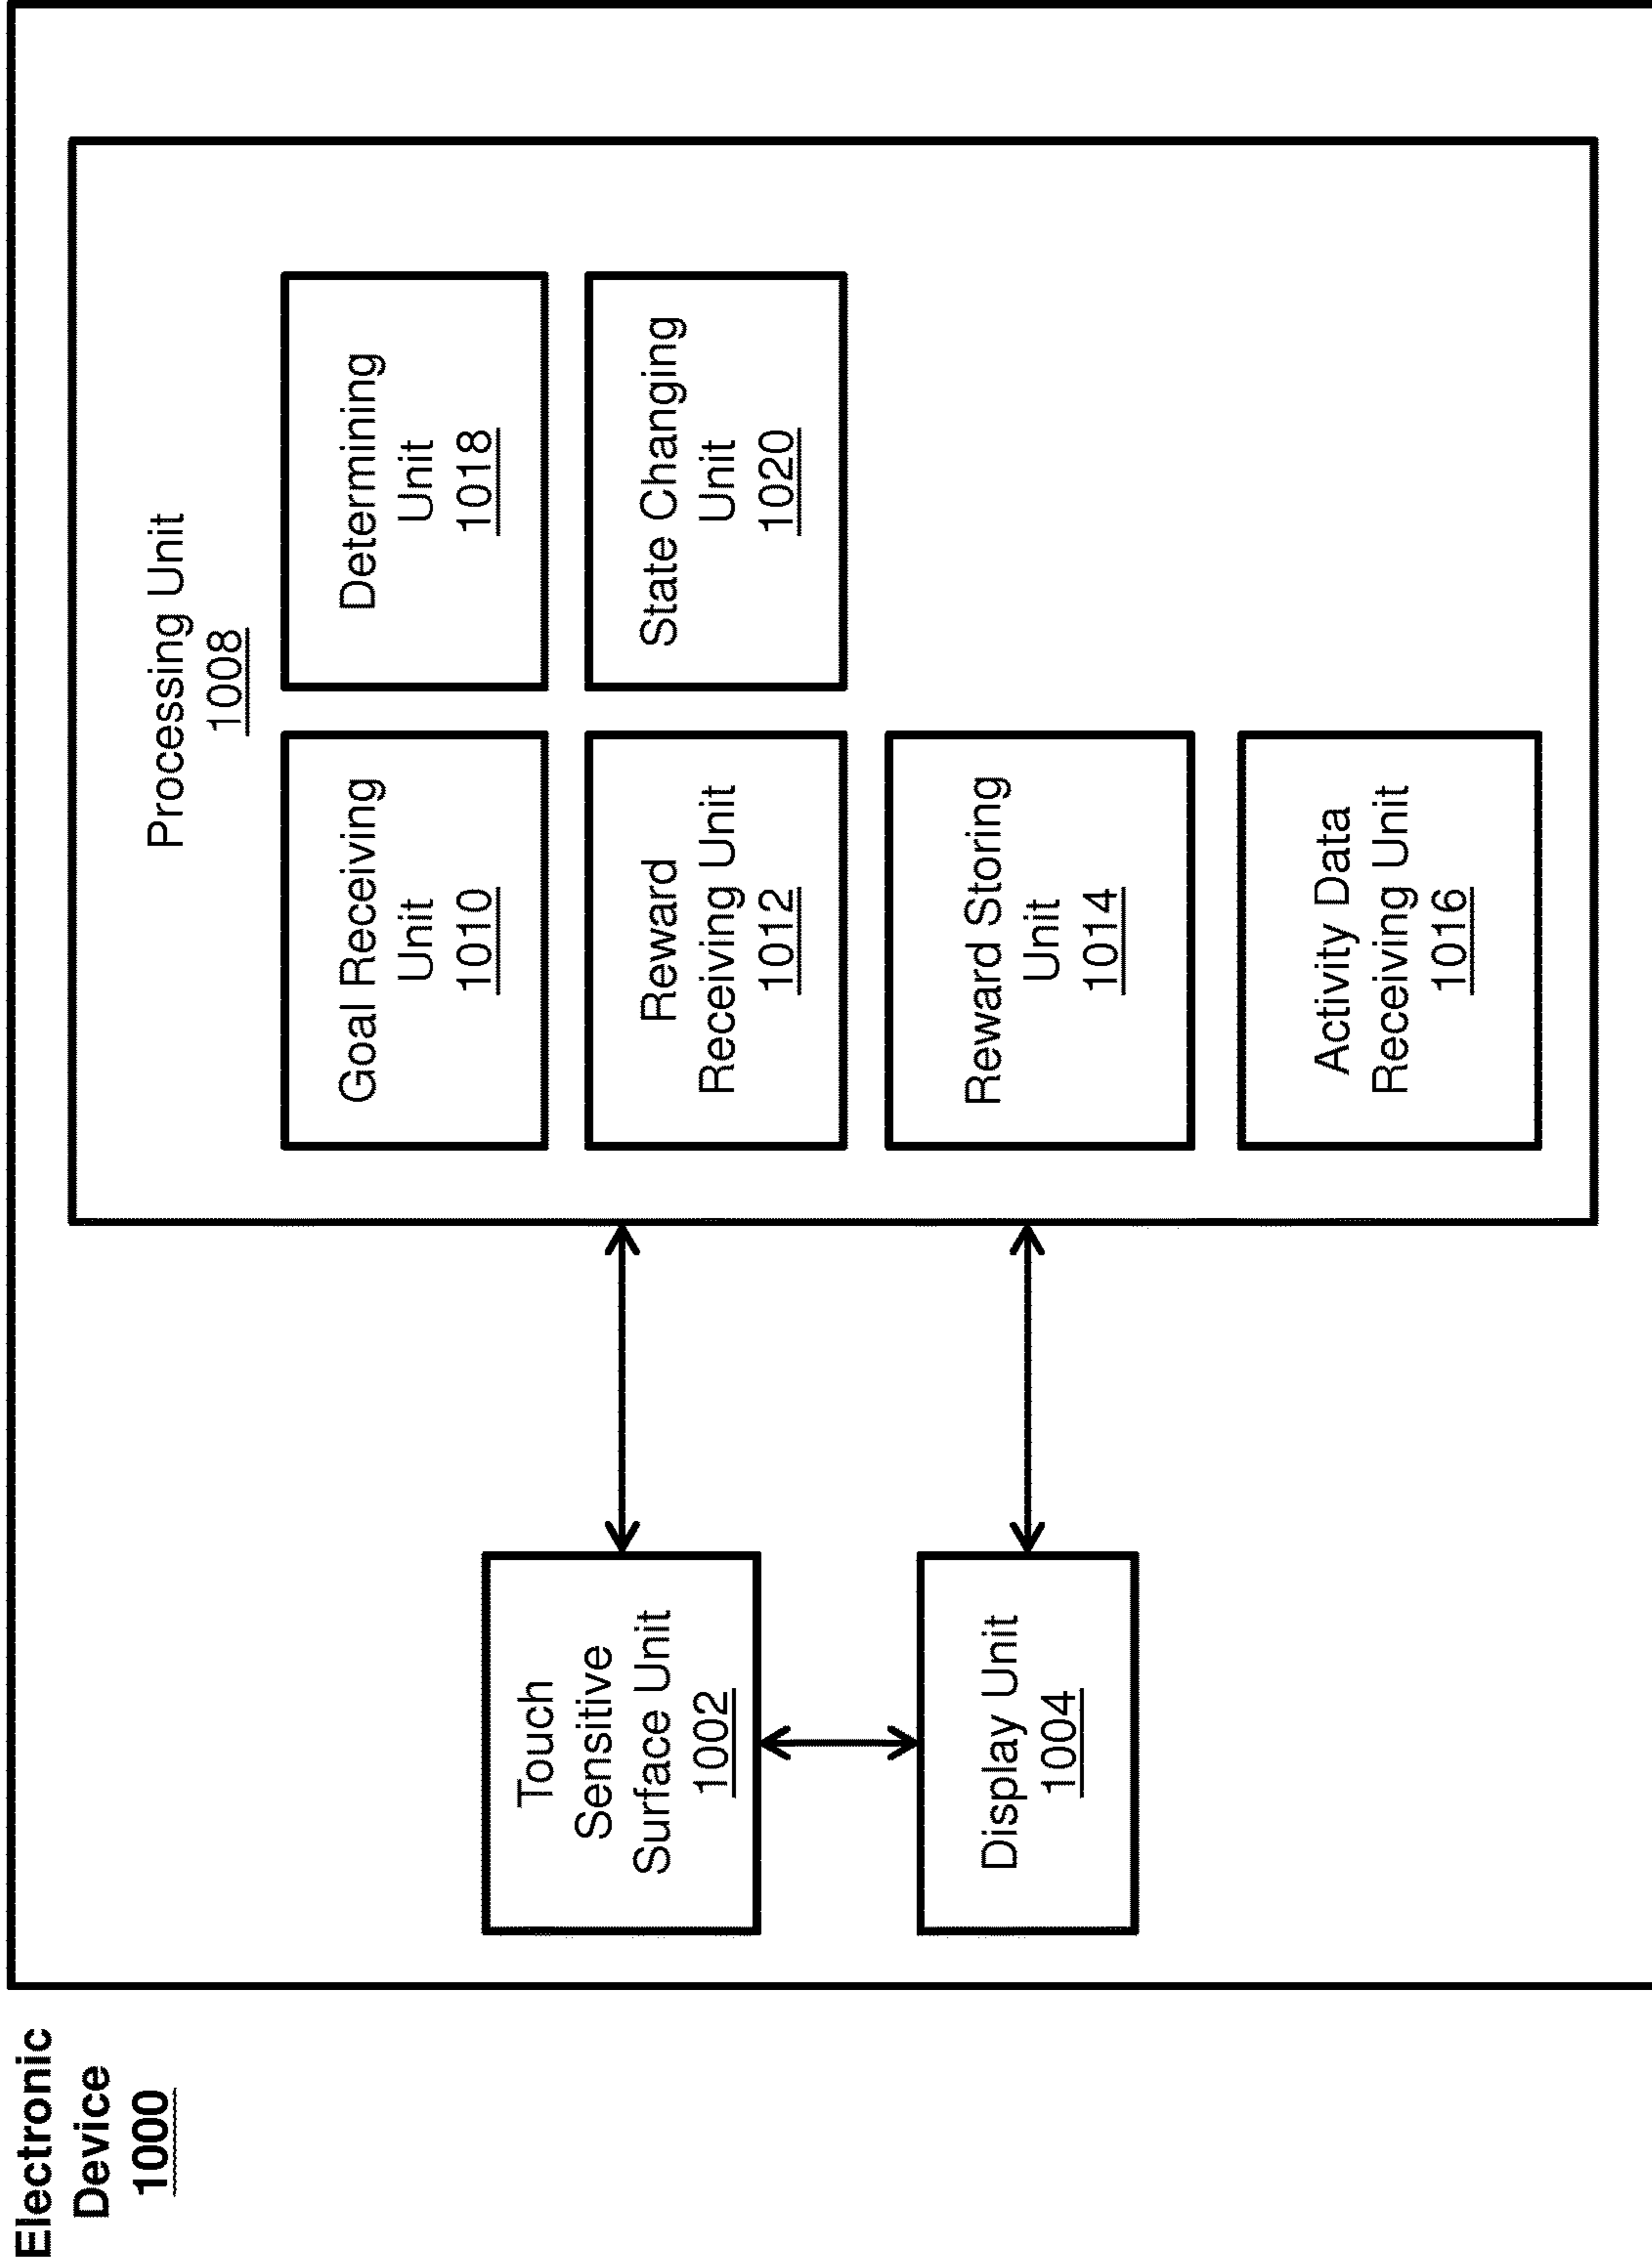 Electronic
Device
1000
Touch
Sensitive
Surface Unit
1002
Display Unit
1004
Processing Unit
1008
Goal Receiving
Unit
1010
Determining
Unit
1018
Reward
Receiving Unit
1012
State Changing
Unit
1020
Reward Storing
Unit
1014
Activity Data
Receiving Unit
1016